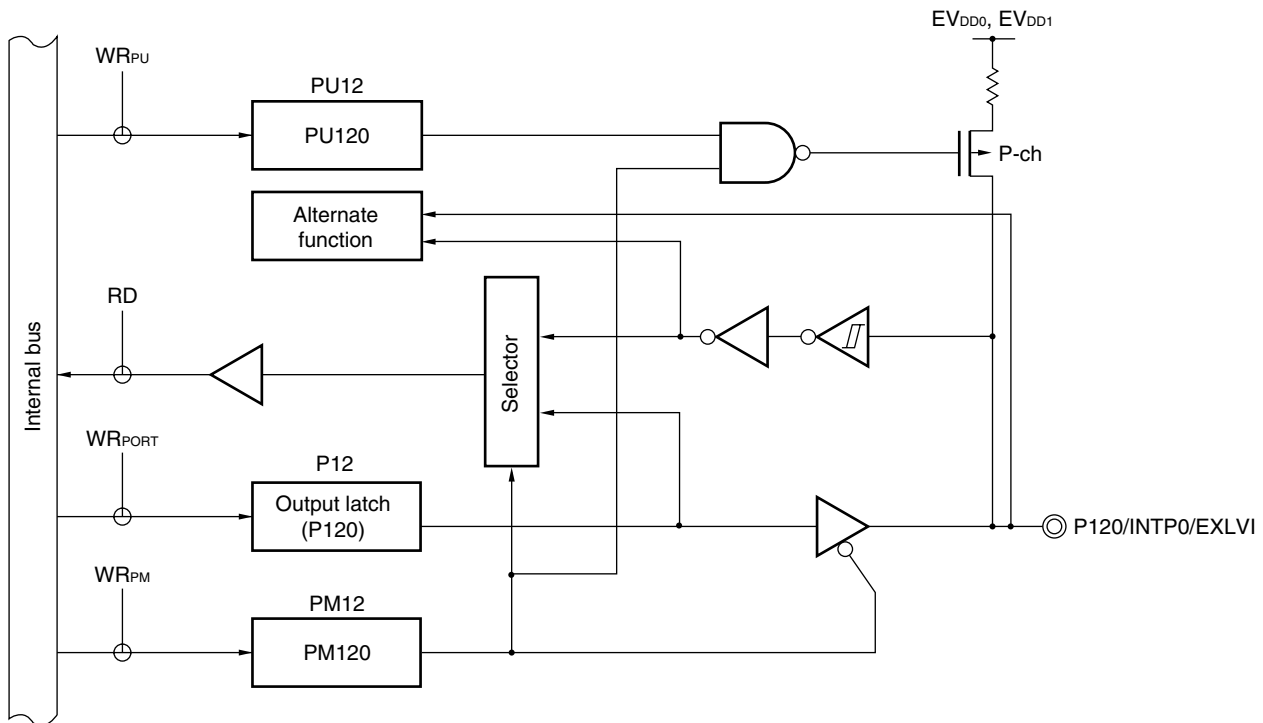 EVDD0, EVDD1
WRPU
PU12
PU120
P-ch
Alternate
function
RD
Internal bus
Selector
WRPORT
P12
Output latch
(P120)
P120/INTP0/EXLVI
WRPM
PM12
PM120